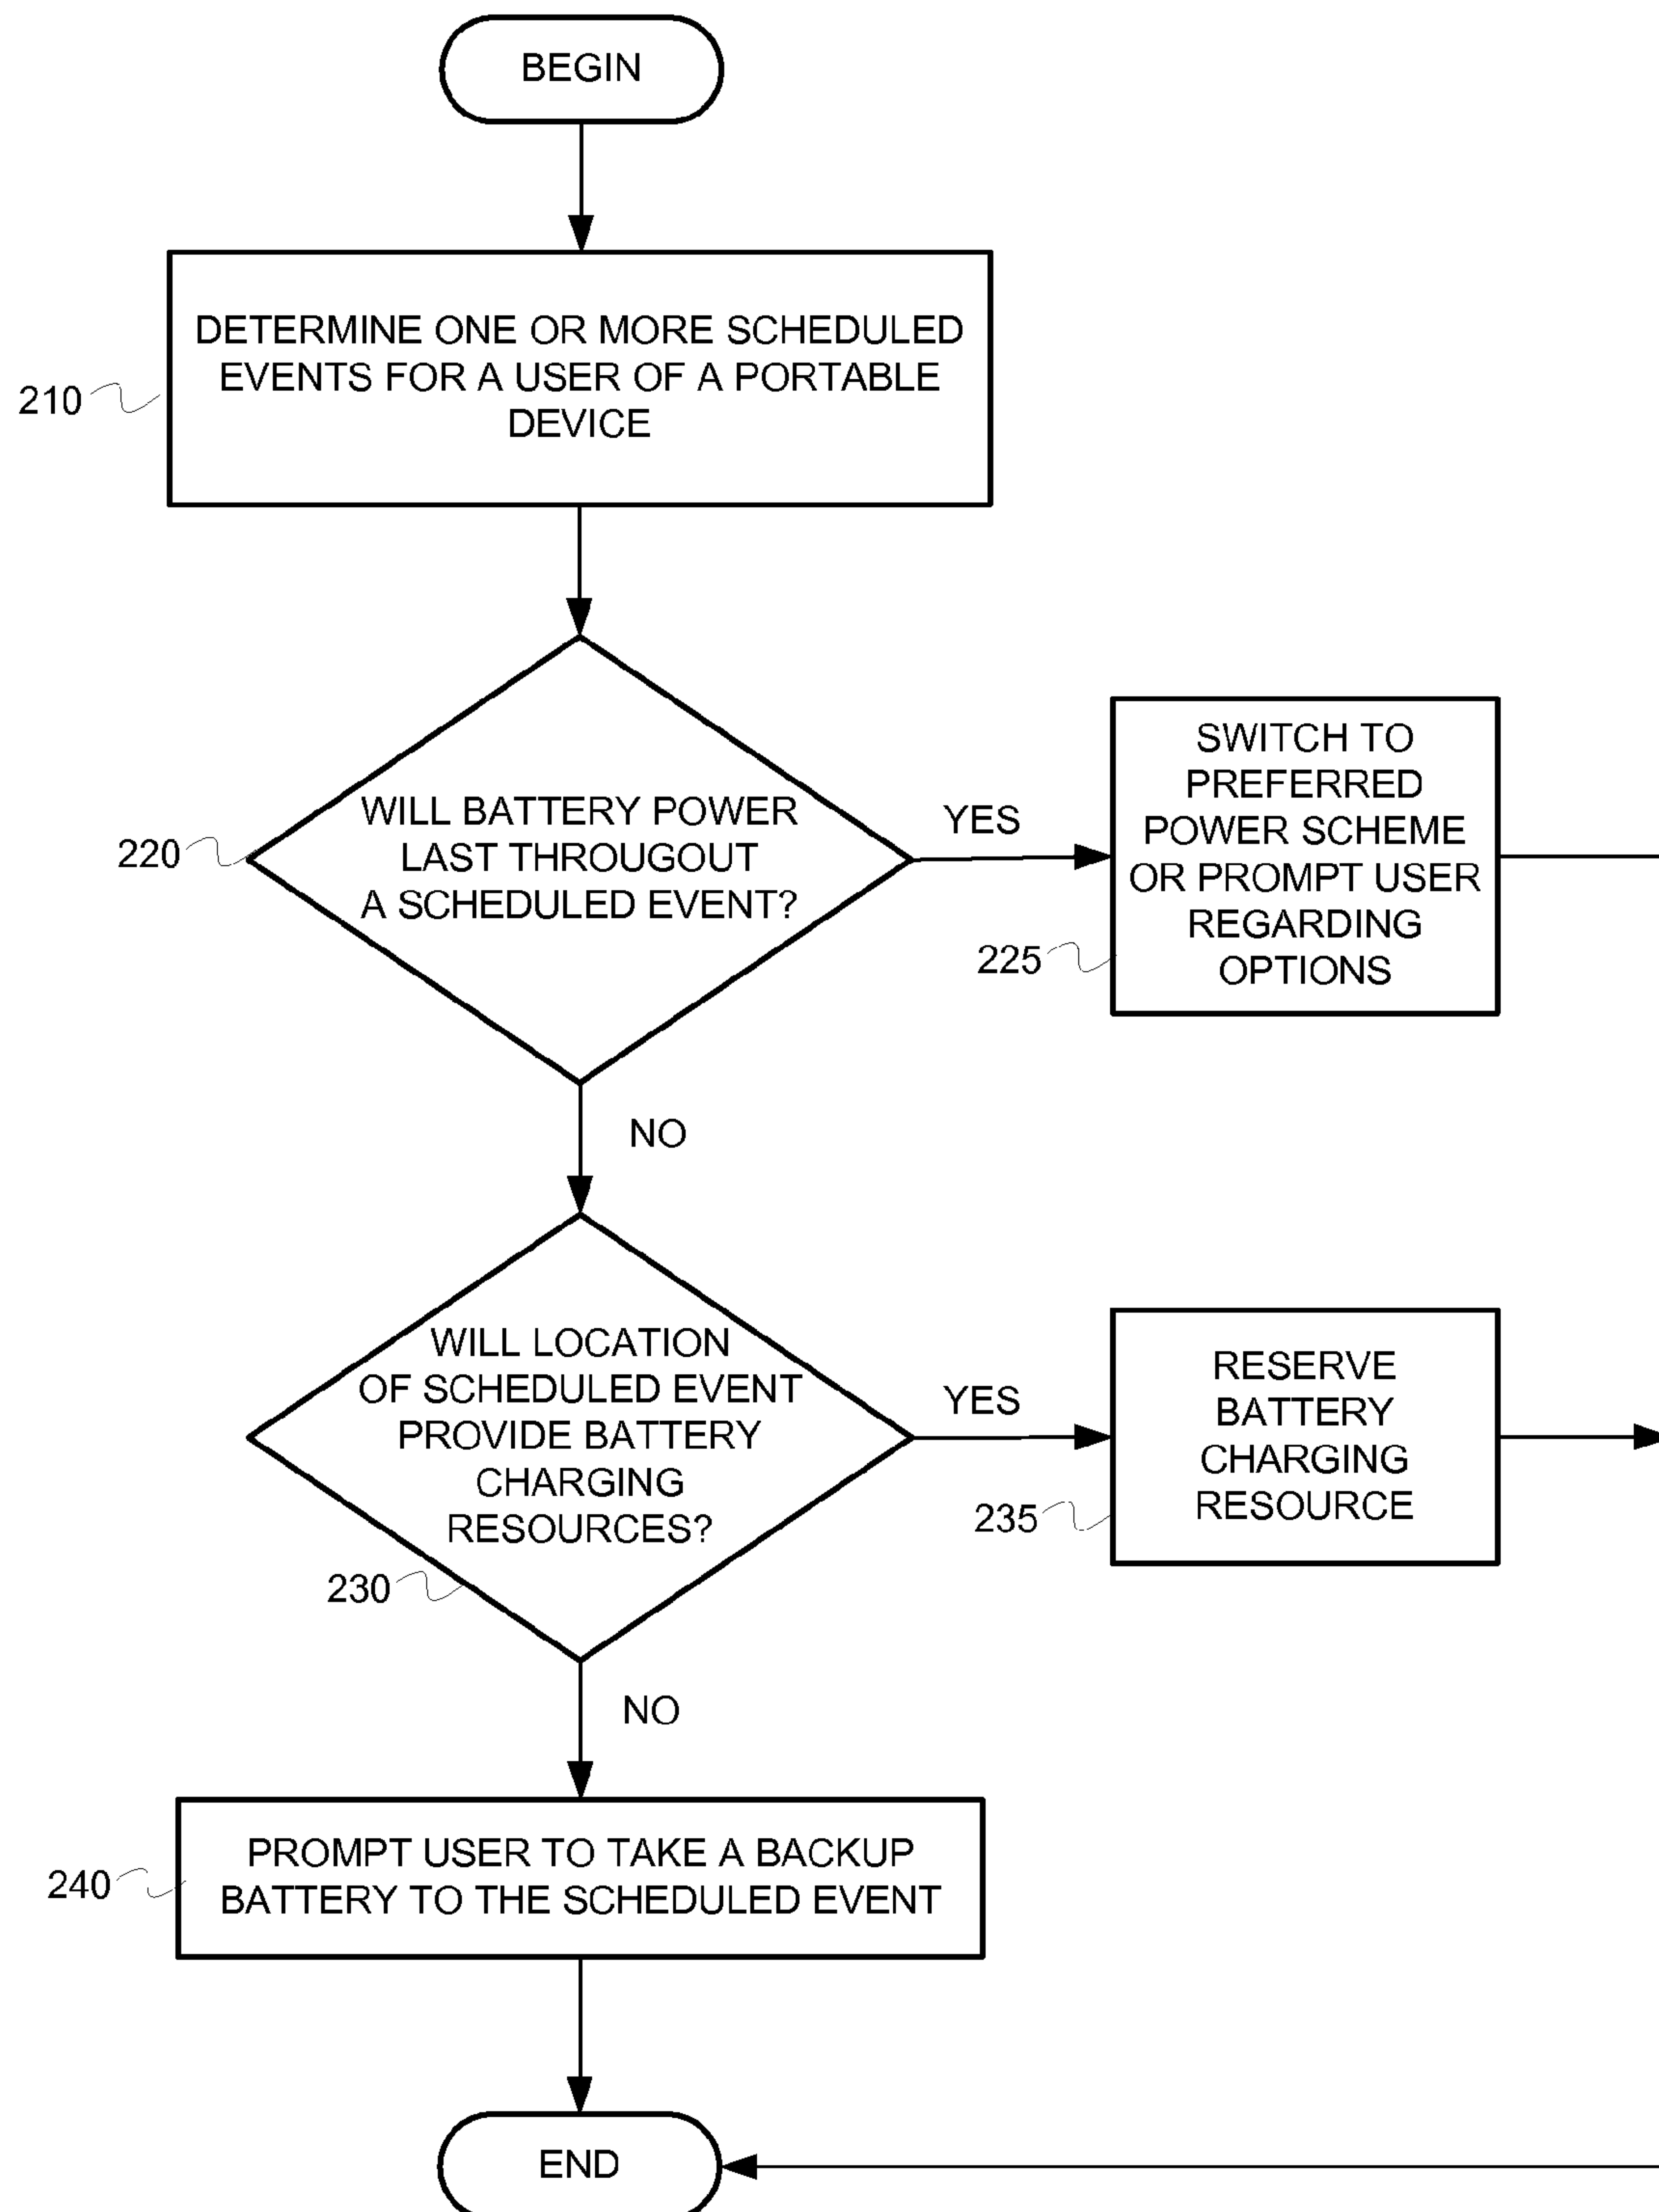 BEGIN
DETERMINE ONE OR MORE SCHEDULED
EVENTS FOR A USER OF A PORTABLE
DEVICE
210
WILL BATTERY POWER
LAST THROUGOUT
A SCHEDULED EVENT?
220
YES
SWITCH TO
PREFERRED
POWER SCHEME
OR PROMPT USER
REGARDING
OPTIONS
225
NO
WILL LOCATION
OF SCHEDULED EVENT
PROVIDE BATTERY
CHARGING
RESOURCES?
230
YES
RESERVE
BATTERY
CHARGING
RESOURCE
235
NO
PROMPT USER TO TAKE A BACKUP
BATTERY TO THE SCHEDULED EVENT
240
END